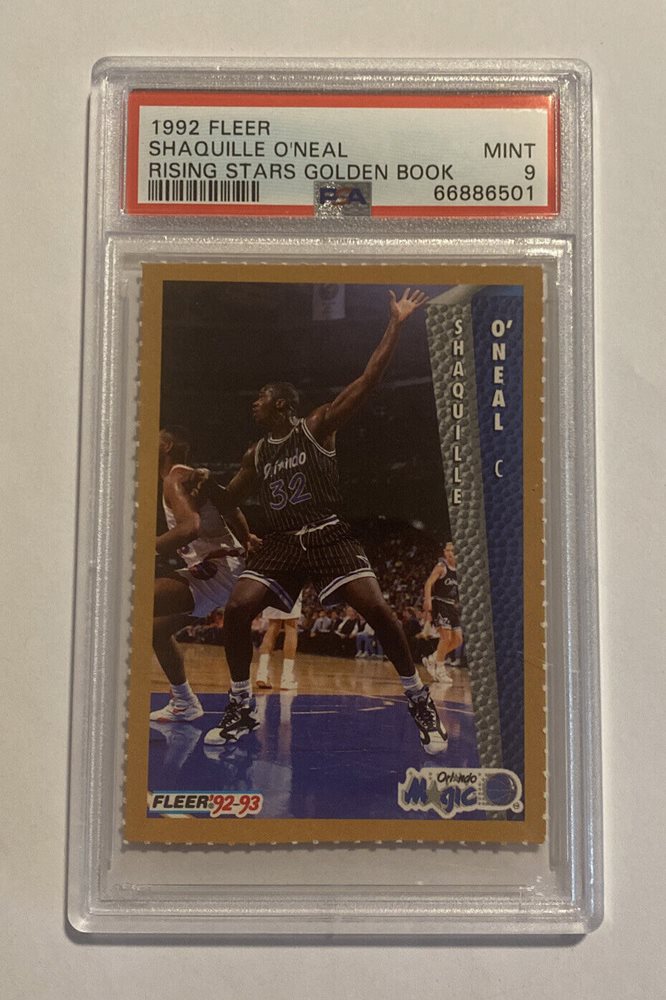 1992 FLEER
SHAQUILLE O'NEAL MINT
RISING STARS GOLDEN BOOK 9
PSA 66886501
SHAQUILLE
O'NEAL C
Orlando
32
Orlando
Magic
FLEER '92-93